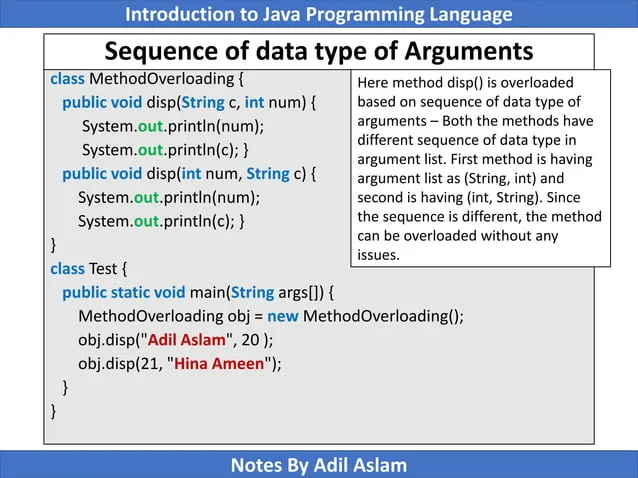 Introduction to Java Programming Language
Sequence of data type of Arguments
class MethodOverloading {
public void disp(String c, int num) {
System.out.println(num);
System.out.println(c); }
public void disp(int num, String c) {
System.out.println(num);
System.out.println(c); }
}
class Test {
public static void main(String args[]) {
MethodOverloading obj = new MethodOverloading();
obj.disp("Adil Aslam", 20 );
obj.disp(21, "Hina Ameen");
}
}
Here method disp() is overloaded
based on sequence of data type of
arguments – Both the methods have
different sequence of data type in
argument list. First method is having
argument list as (String, int) and
second is having (int, String). Since
the sequence is different, the method
can be overloaded without any
issues.
Notes By Adil Aslam